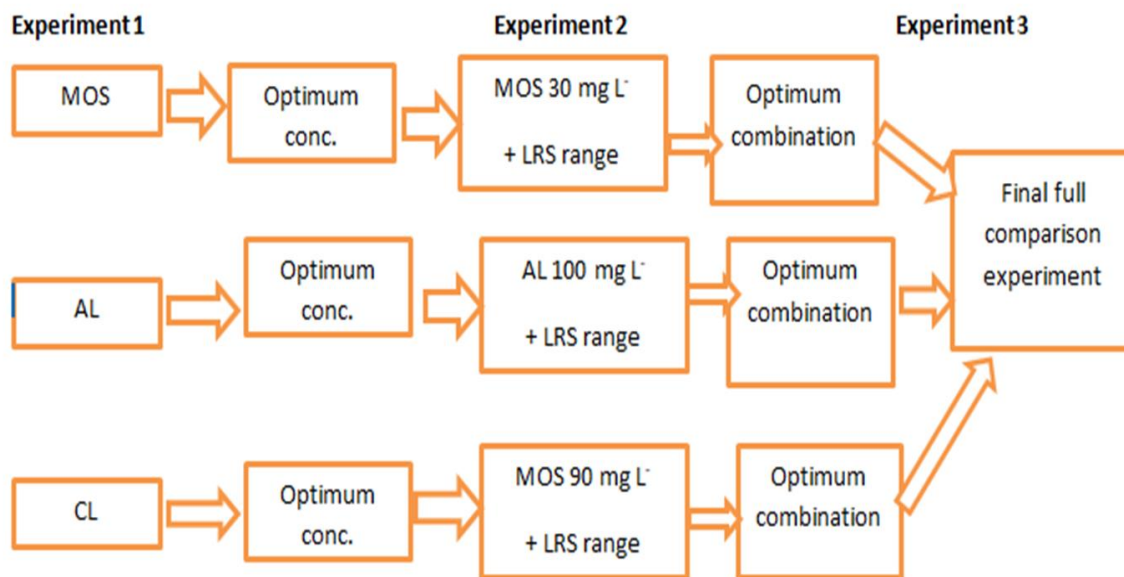 Experiment 1
Experiment 2
Experiment 3
MOS
Optimum
conc.
MOS 30 mg L⁻
+ LRS range
Optimum
combination
Final full
comparison
experiment
AL
Optimum
conc.
AL 100 mg L⁻
+ LRS range
Optimum
combination
CL
Optimum
conc.
MOS 90 mg L⁻
+ LRS range
Optimum
combination